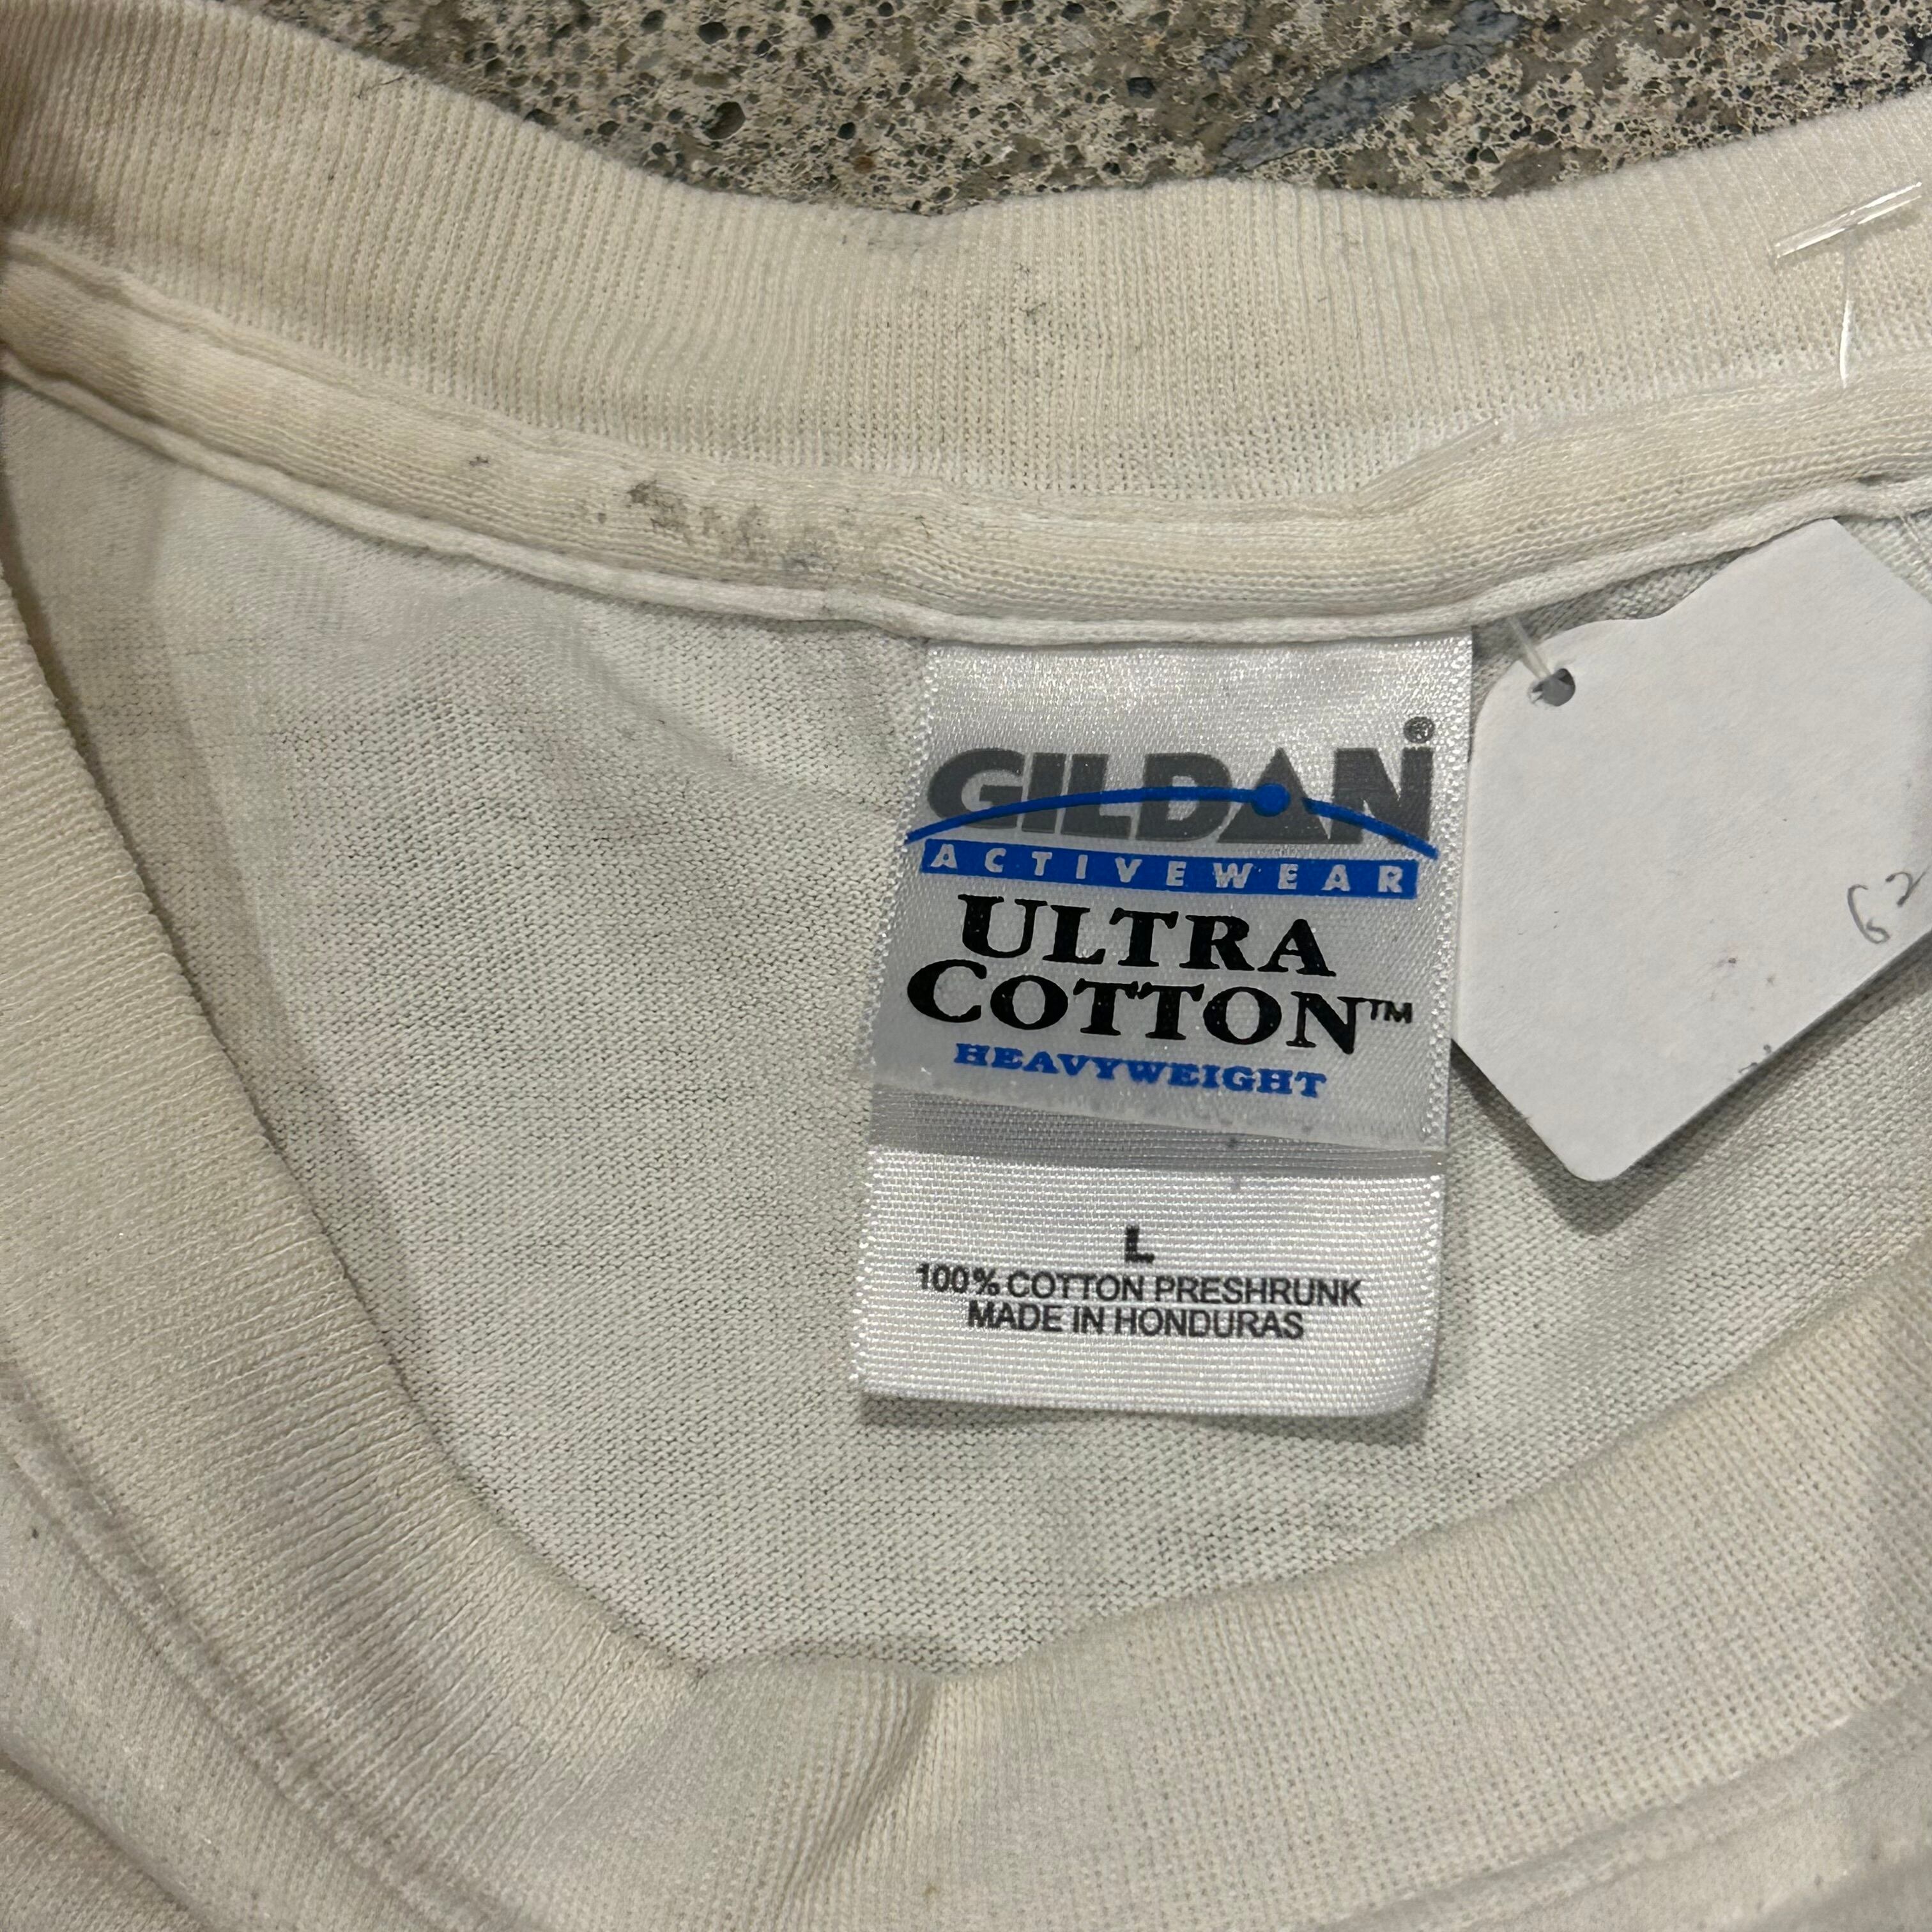 GILDAN®
ACTIVEWEAR
ULTRA
COTTON™
HEAVYWEIGHT
L
100% COTTON PRESHRUNK
MADE IN HONDURAS